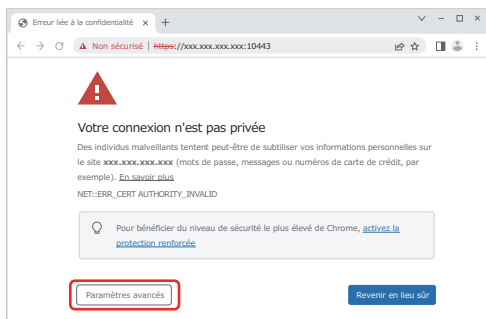 Erreur liée à la confidentialité
Non sécurisé | https://xxx.xxx.xxx.xxx:10443
Votre connexion n'est pas privée
Des individus malveillants tentent peut-être de subtiliser vos informations personnelles sur
le site xxx.xxx.xxx.xxx (mots de passe, messages ou numéros de carte de crédit, par
exemple). En savoir plus
NET::ERR_CERT AUTHORITY_INVALID
Pour bénéficier du niveau de sécurité le plus élevé de Chrome, activez la
protection renforcée
Paramètres avancés
Revenir en lieu sûr